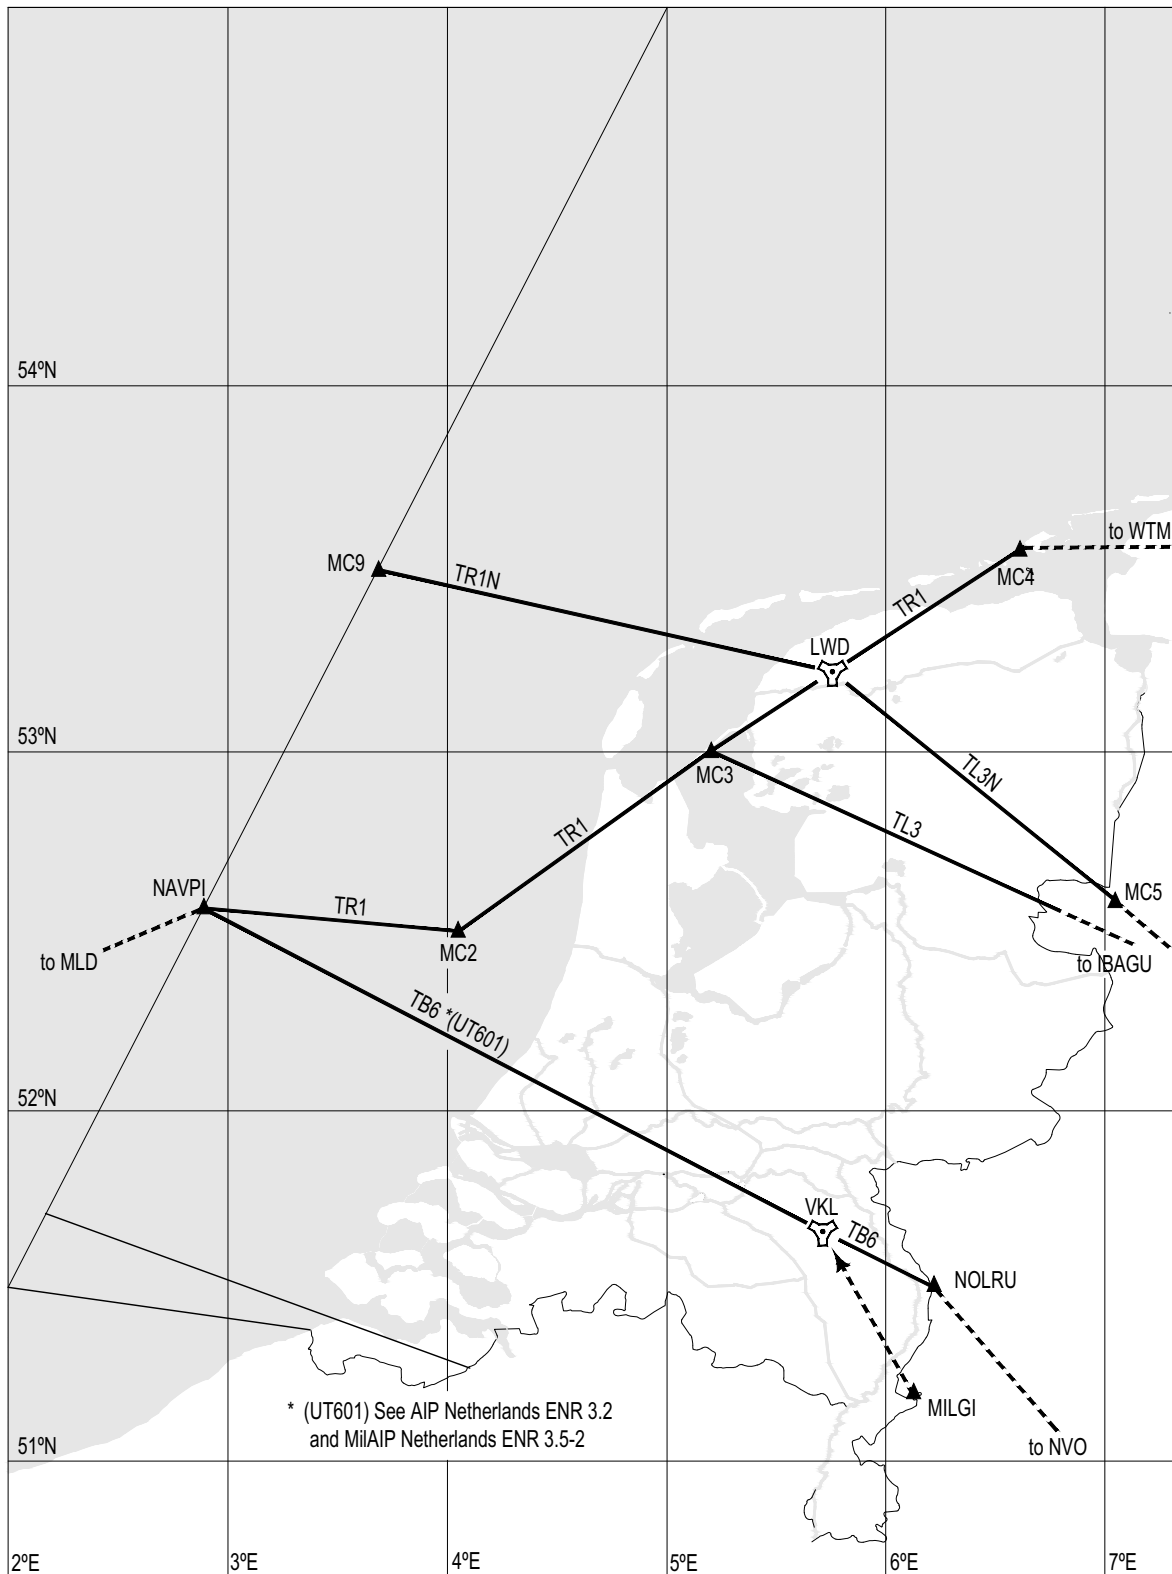 54ºN
to WTM
MC9
TR1N
MC4
TR1
LWD
53ºN
MC3
TL3N
TL3
TR1
NAVPI
MC5
TR1
to MLD
MC2
to IBAGU
TB6 *(UT601)
52ºN
VKL
TB6
NOLRU
MILGI
* (UT601) See AIP Netherlands ENR 3.2
and MilAIP Netherlands ENR 3.5-2
to NVO
51ºN
2ºE
3ºE
4ºE
5ºE
6ºE
7ºE